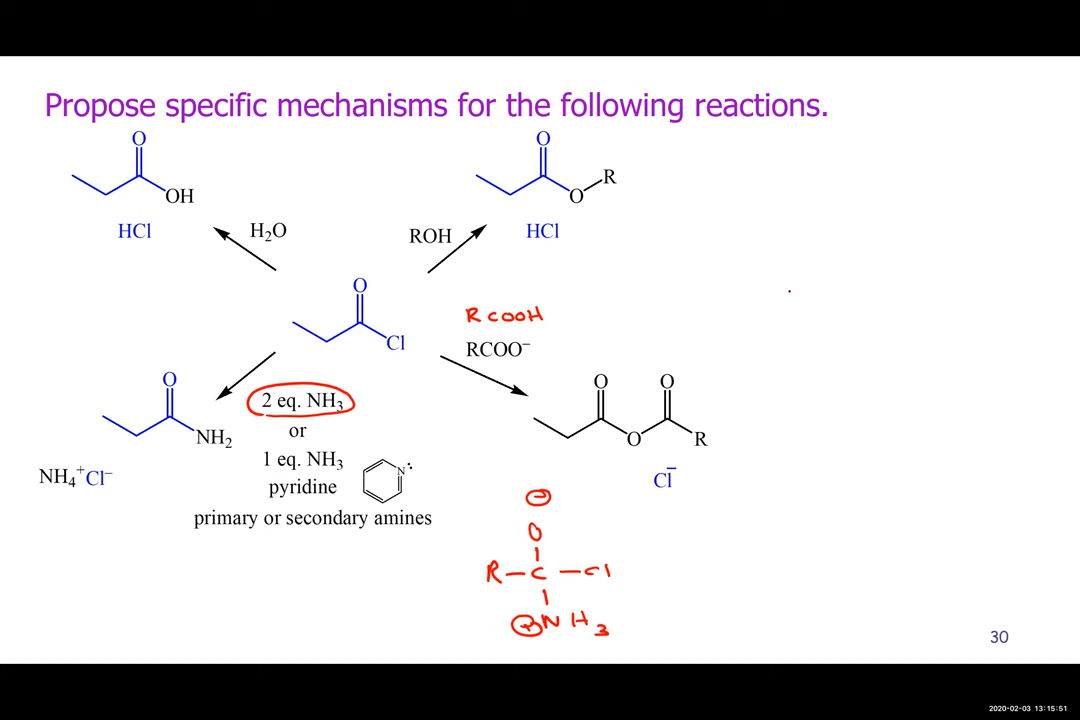 Propose specific mechanisms for the following reactions.
O
OH
HCl
H₂O
O
O
R
HCl
ROH
O
Cl
R COOH
RCOO⁻
O
NH₂
NH₄⁺Cl⁻
2 eq. NH₃
or
1 eq. NH₃
pyridine
N
primary or secondary amines
O
O
O
R
Cl⁻
⊖
O
R–C–Cl
⊕NH₃
30
2020-02-03 13:15:51